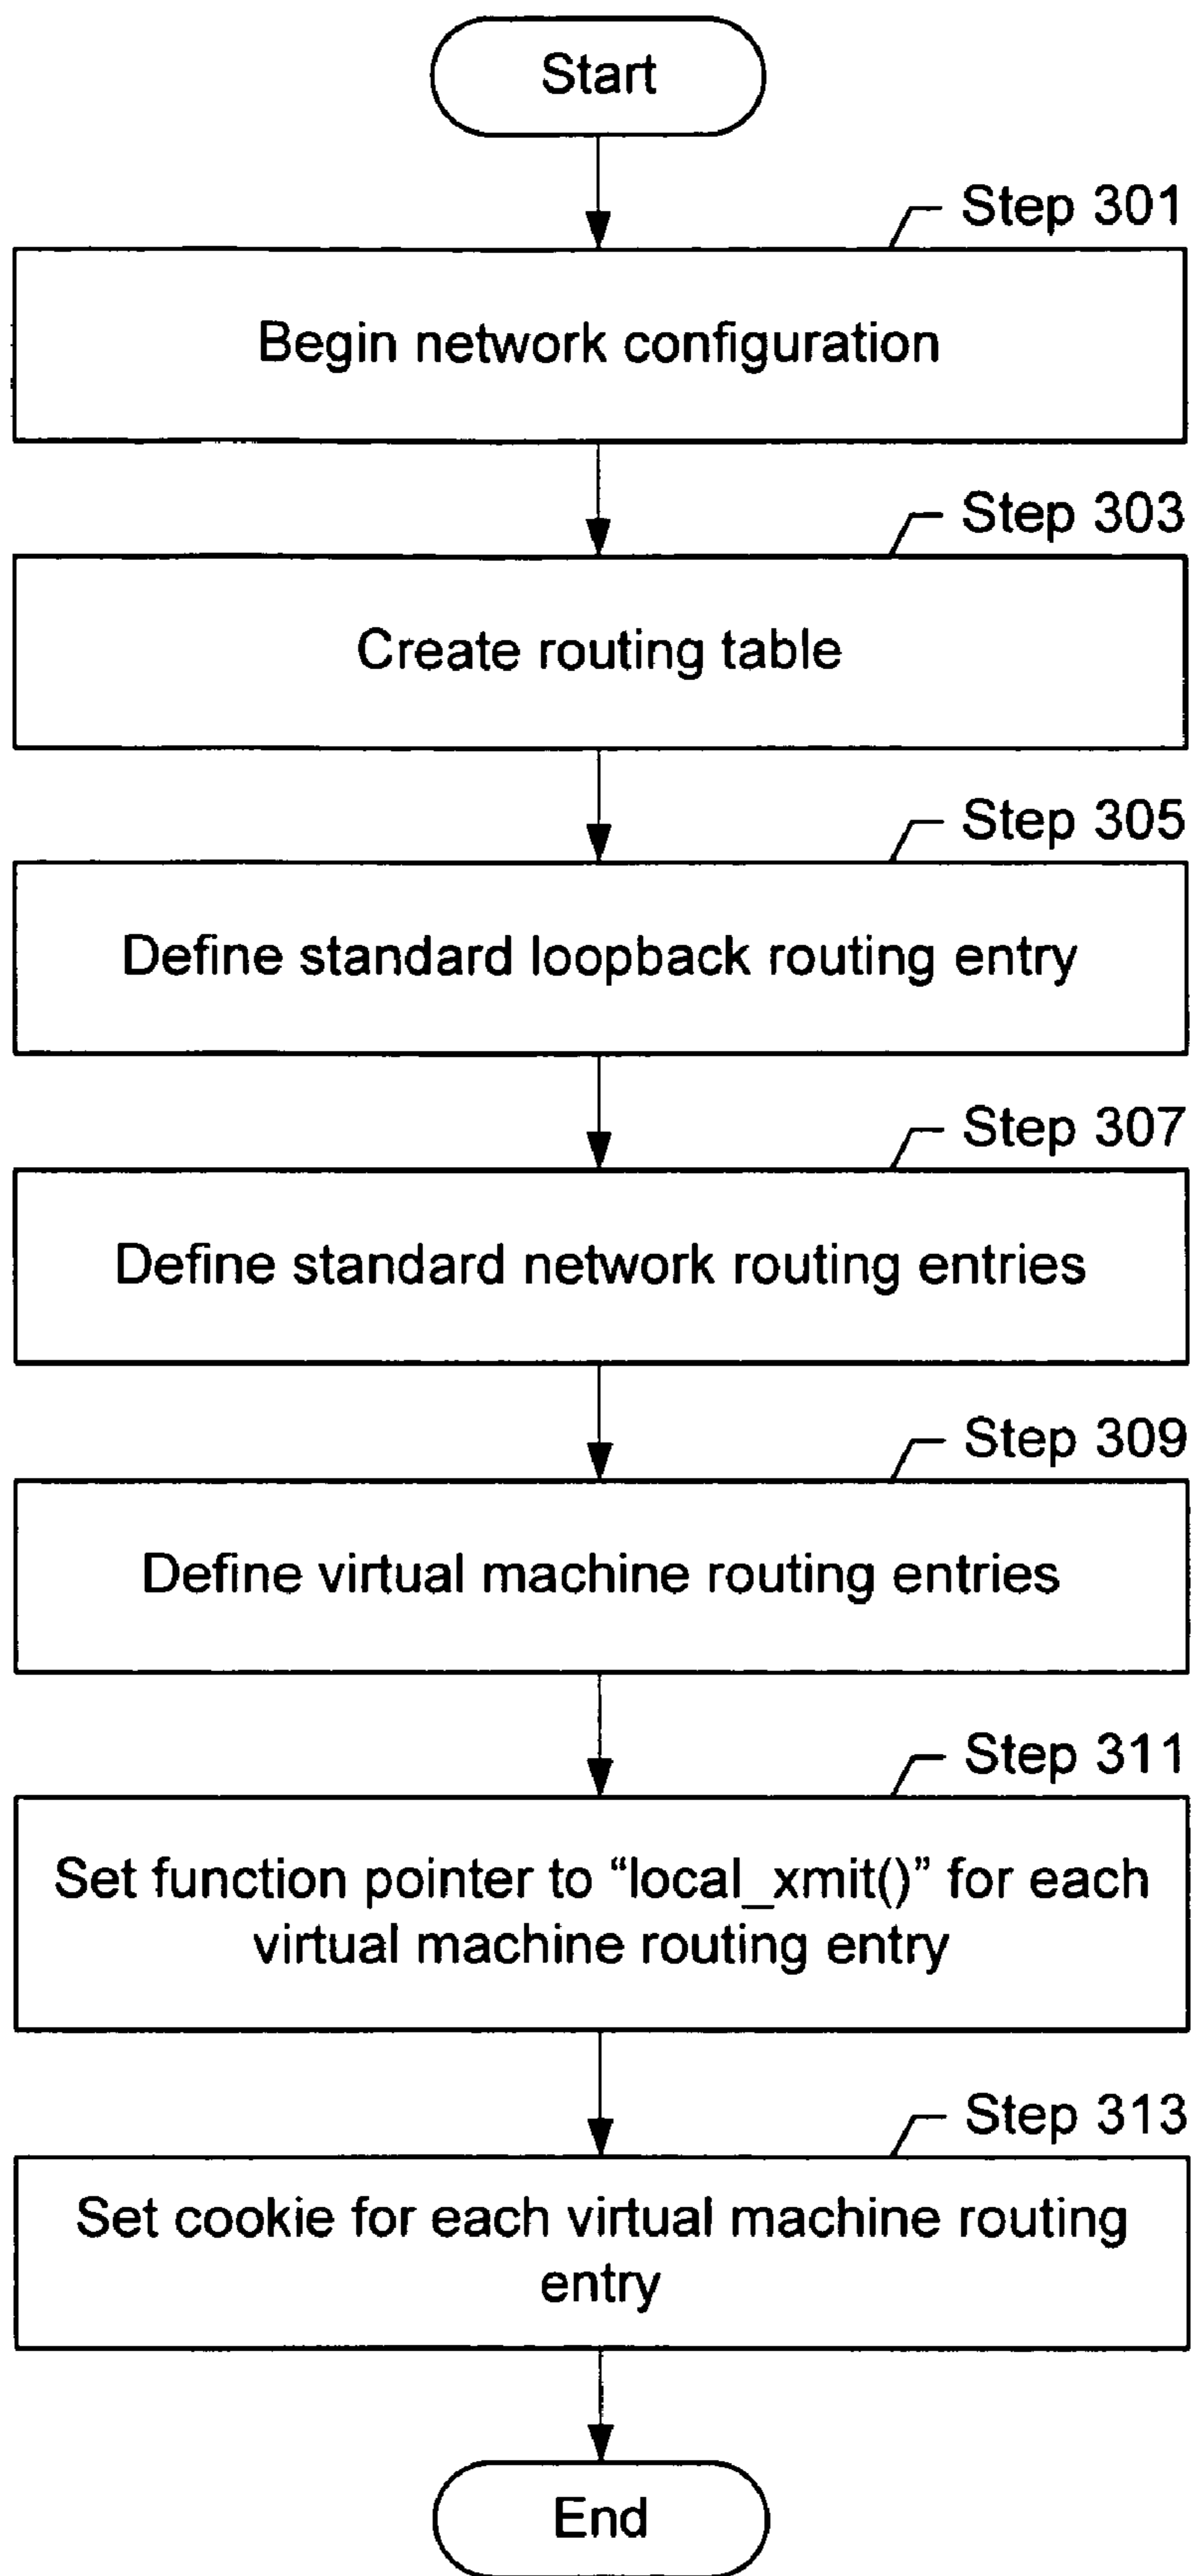 Start
Step 301
Begin network configuration
Step 303
Create routing table
Step 305
Define standard loopback routing entry
Step 307
Define standard network routing entries
Step 309
Define virtual machine routing entries
Step 311
Set function pointer to “local_xmit()” for each
virtual machine routing entry
Step 313
Set cookie for each virtual machine routing
entry
End